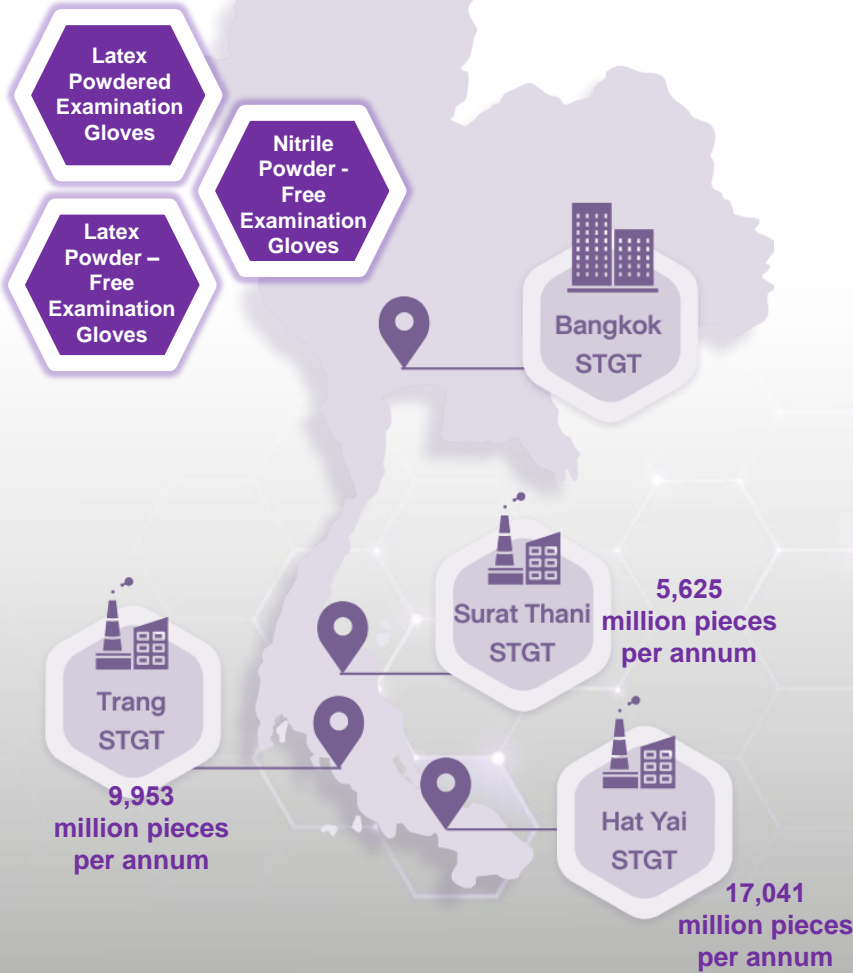 Latex
Powdered
Examination
Gloves
Nitrile
Powder -
Free
Examination
Gloves
Latex
Powder –
Free
Examination
Gloves
Bangkok
STGT
Surat Thani
STGT
5,625
million pieces
per annum
Trang
STGT
9,953
million pieces
per annum
Hat Yai
STGT
17,041
million pieces
per annum